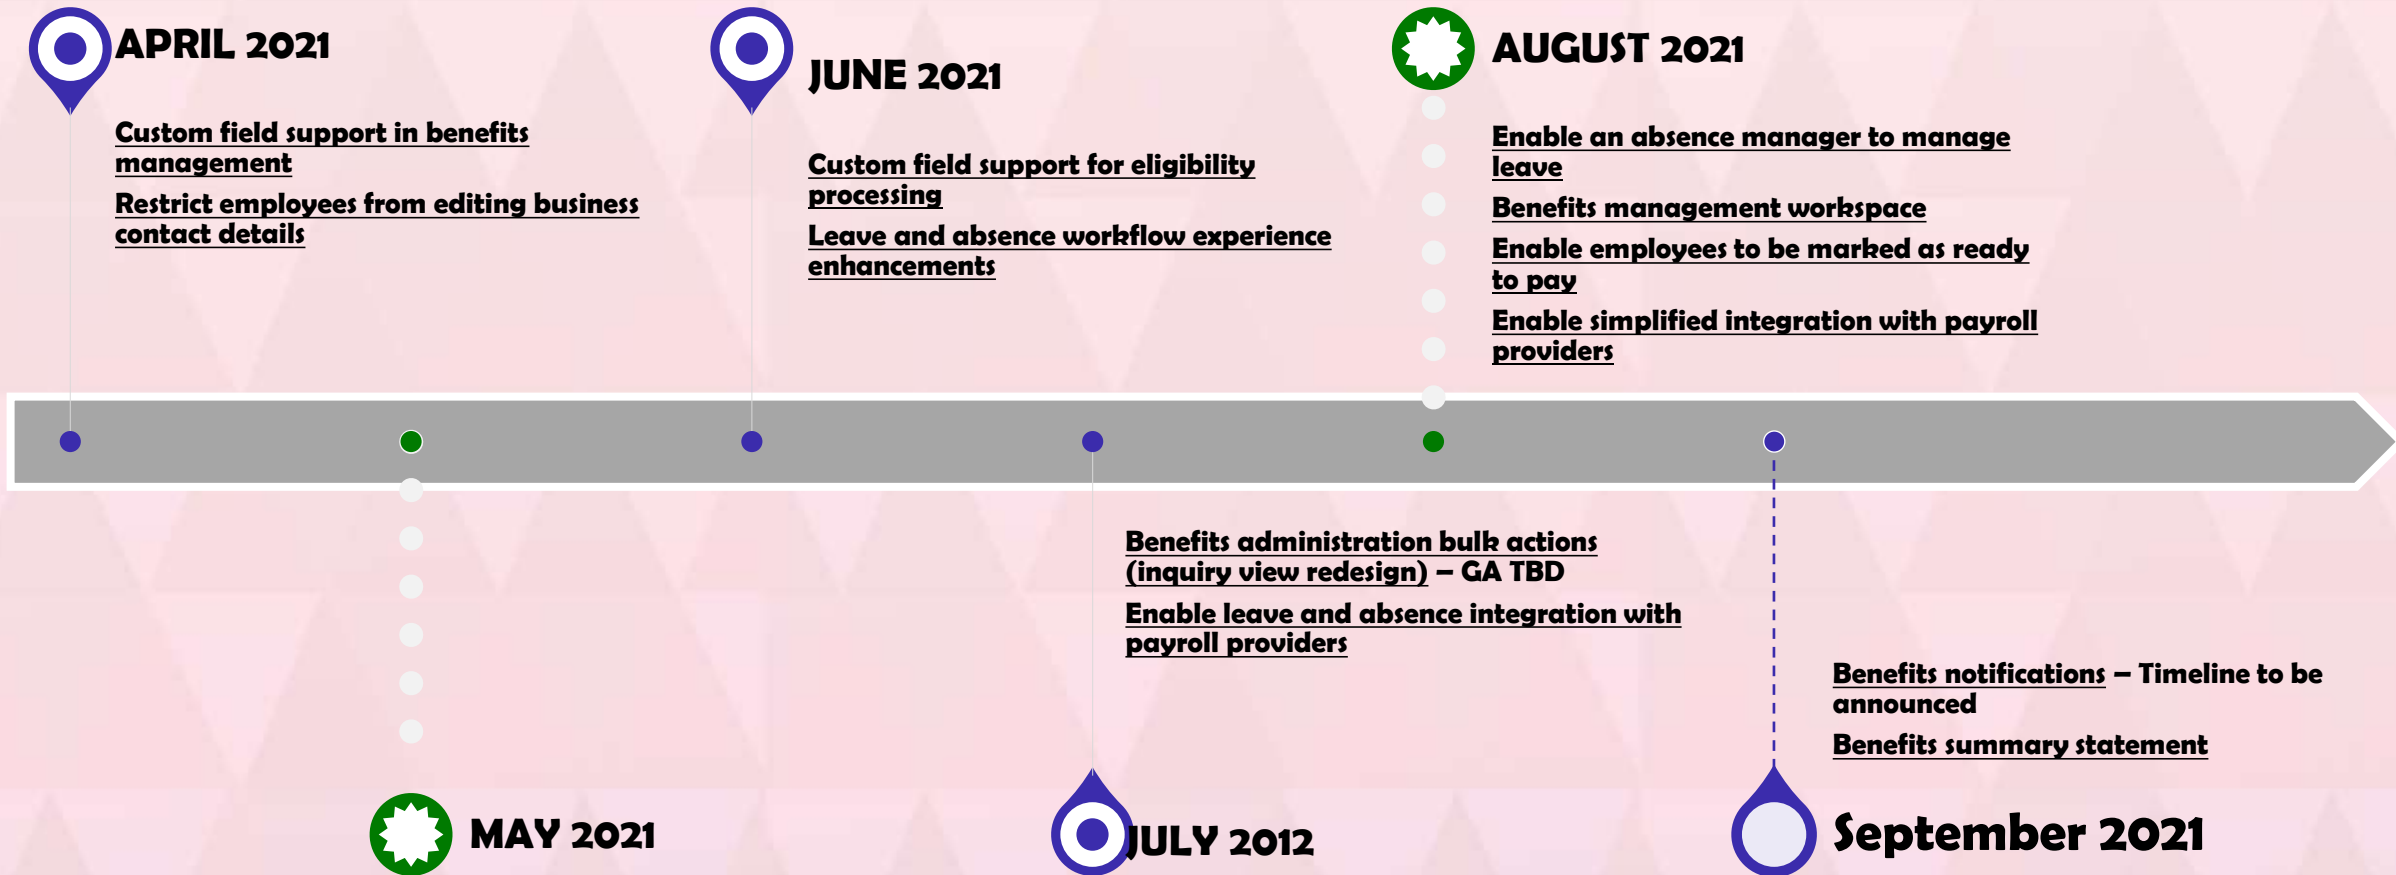 APRIL 2021
Custom field support in benefits
management
Restrict employees from editing business
contact details
JUNE 2021
Custom field support for eligibility
processing
Leave and absence workflow experience
enhancements
AUGUST 2021
Enable an absence manager to manage
leave
Benefits management workspace
Enable employees to be marked as ready
to pay
Enable simplified integration with payroll
providers
MAY 2021
Benefits administration bulk actions
(inquiry view redesign) – GA TBD
Enable leave and absence integration with
payroll providers
JULY 2012
Benefits notifications – Timeline to be
announced
Benefits summary statement
September 2021